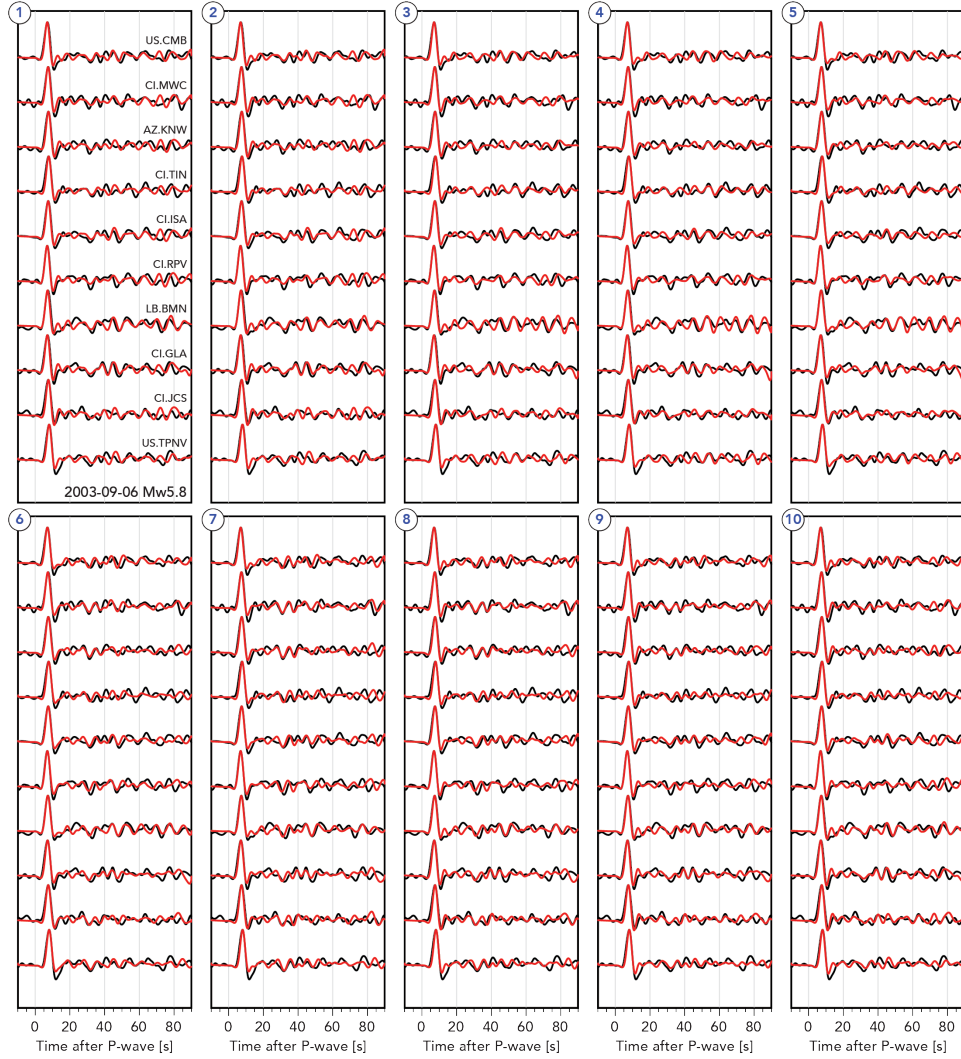 1 2 3 4 5
US.CMB
CI.MWC
AZ.KNW
CI.TIN
CI.ISA
CI.RPV
LB.BMN
CI.GLA
CI.JCS
US.TPNV
2003-09-06 Mw5.8
6 7 8 9 10
0 20 40 60 80 0 20 40 60 80 0 20 40 60 80 0 20 40 60 80 0 20 40 60 80
Time after P-wave [s] Time after P-wave [s] Time after P-wave [s] Time after P-wave [s] Time after P-wave [s]